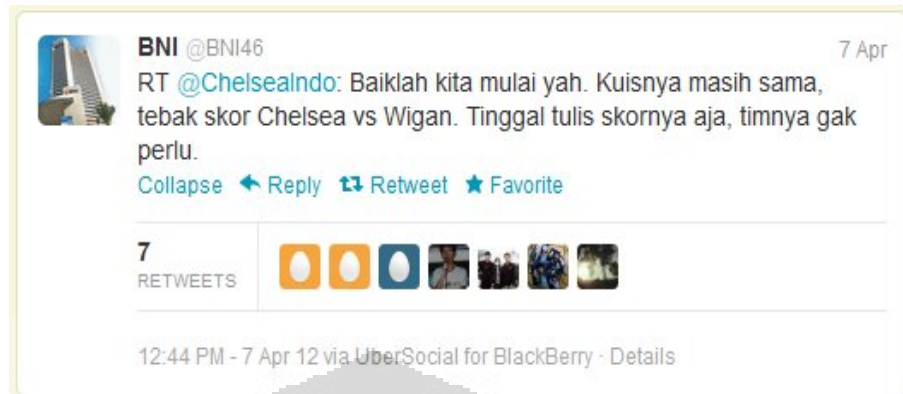 BNI @BNI46 7 Apr
RT @ChelseaIndo: Baiklah kita mulai yah. Kuisnya masih sama,
tebak skor Chelsea vs Wigan. Tinggal tulis skornya aja, timnya gak
perlu.
Collapse Reply Retweet Favorite
7
RETWEETS
12:44 PM - 7 Apr 12 via UberSocial for BlackBerry · Details